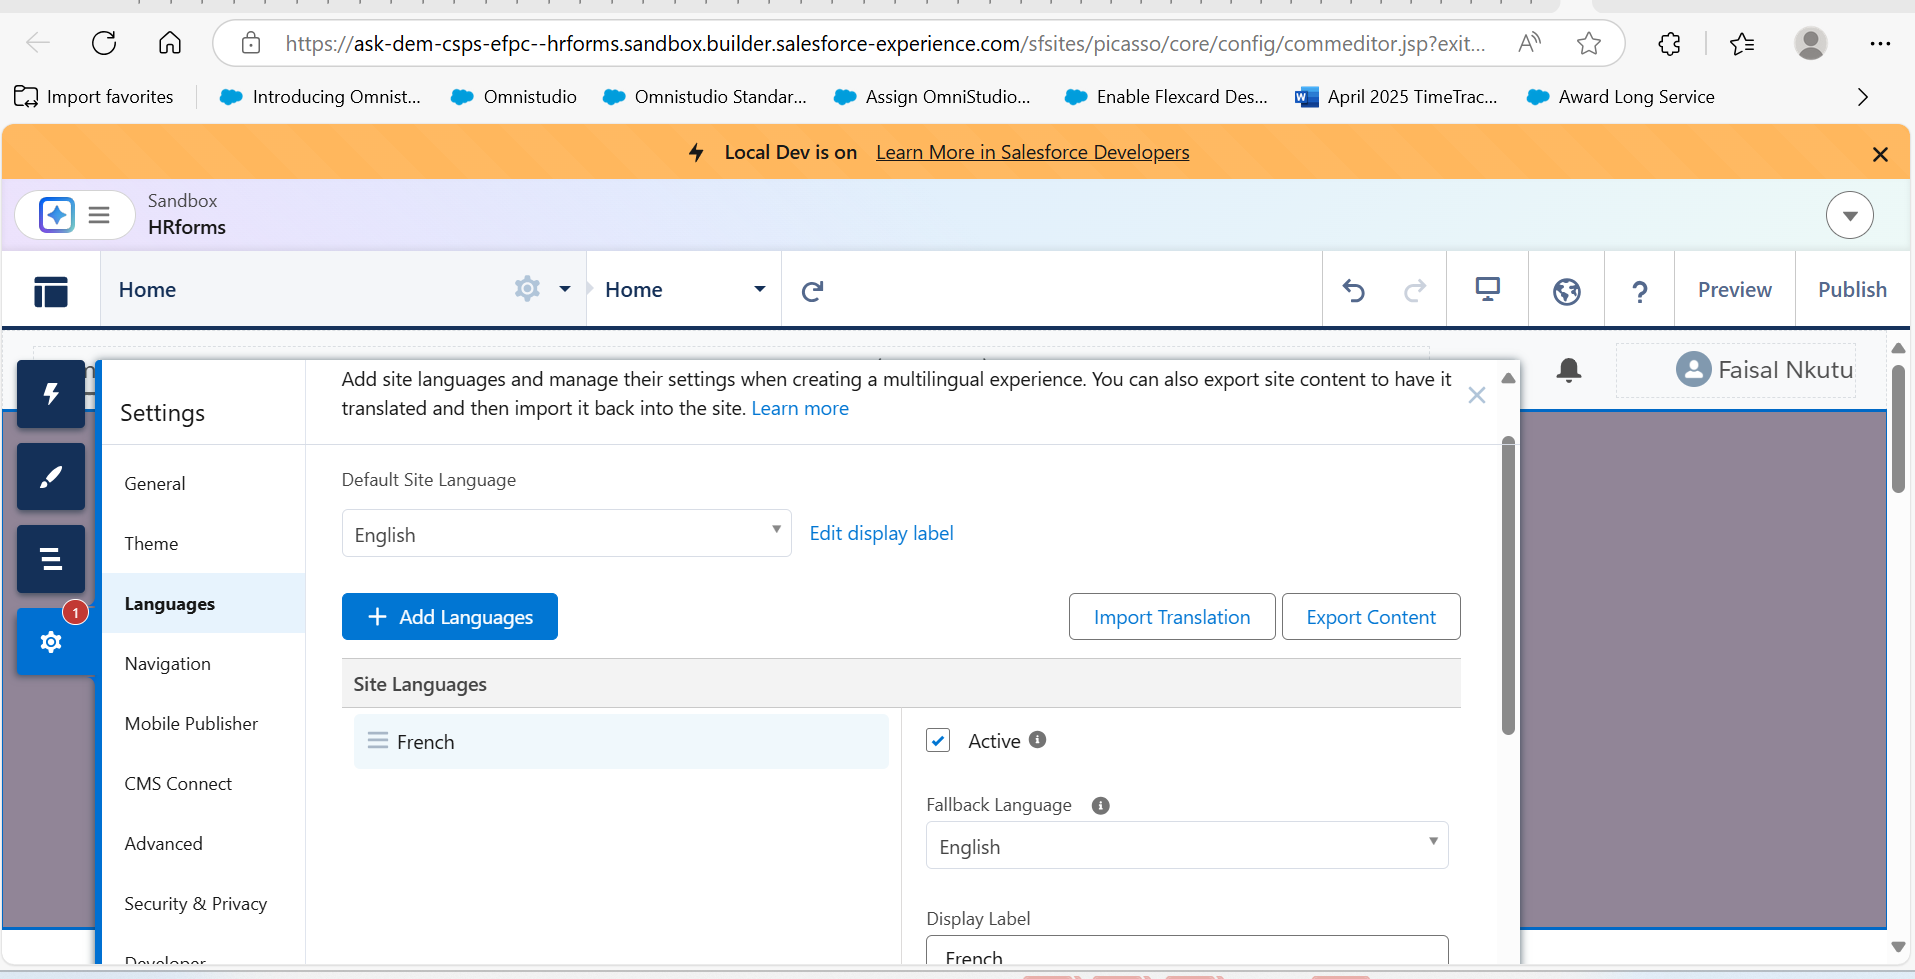 https://ask-dem-csps-efpc--hrforms.sandbox.builder.salesforce-experience.com/sfsites/picasso/core/config/commeditor.jsp?exit...
Import favorites
Introducing Omnist...
Omnistudio
Omnistudio Standar...
Assign OmniStudio...
Enable Flexcard Des...
April 2025 TimeTrac...
Award Long Service
Local Dev is on Learn More in Salesforce Developers
Sandbox
HRforms
Home
Home
Preview
Publish
Faisal Nkutu
Settings
General
Theme
Languages
1
Navigation
Mobile Publisher
CMS Connect
Advanced
Security & Privacy
Developer
Add site languages and manage their settings when creating a multilingual experience. You can also export site content to have it
translated and then import it back into the site. Learn more
Default Site Language
English
Edit display label
Add Languages
Import Translation
Export Content
Site Languages
French
Active
Fallback Language
English
Display Label
French